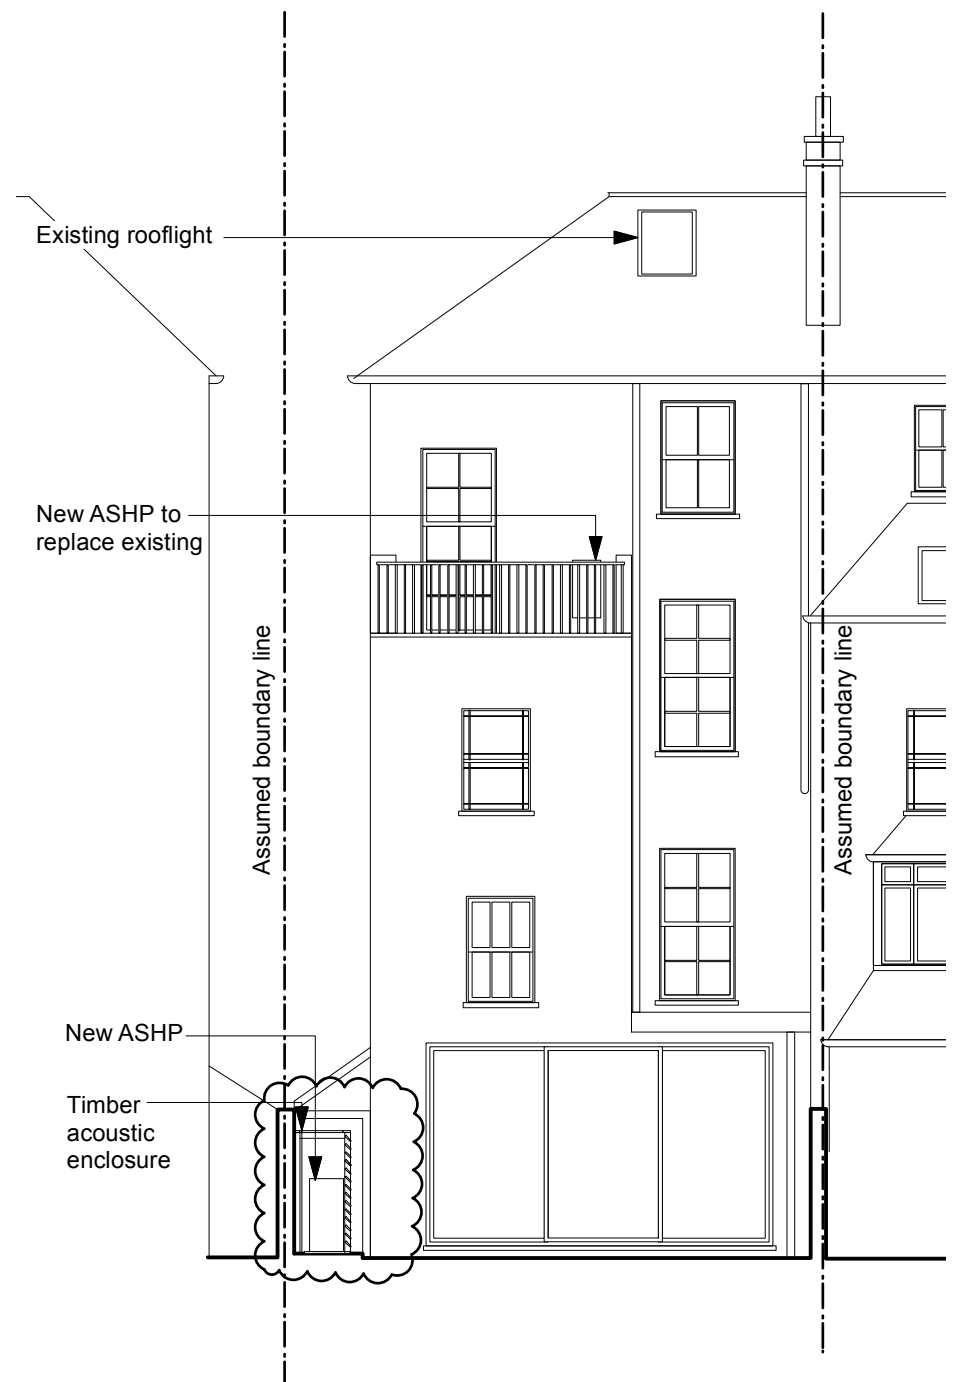 Existing rooflight
New ASHP to
replace existing
Assumed boundary line
Assumed boundary line
New ASHP
Timber
acoustic
enclosure